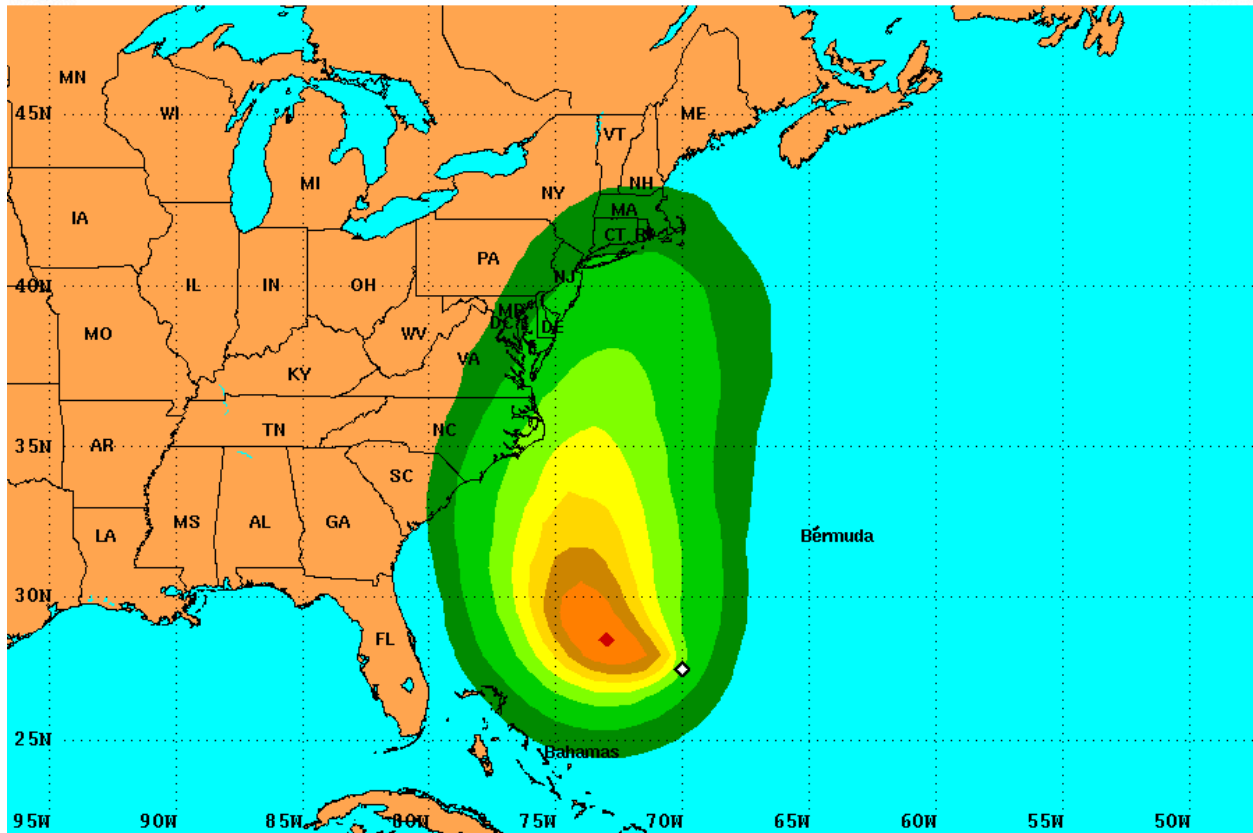 MN
WI
ME
45N
VT
MI
NY
NH
IA
MA
CT RI
PA
40N
IL
IN
OH
NJ
MD
DC
DE
MO
WV
VA
KY
AR
TN
NC
35N
SC
LA
MS
AL
GA
Bermuda
30N
FL
25N
Bahamas
95W 90W 85W 80W 75W 70W 65W 60W 55W 50W